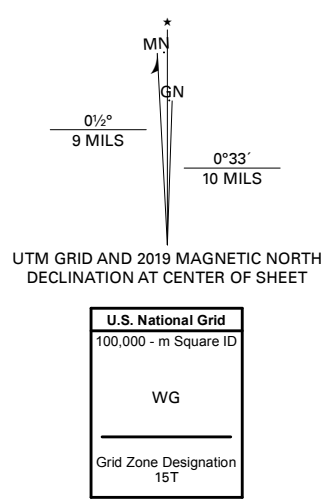 ★
MN
GN
0½°
9 MILS
0°33´
10 MILS
UTM GRID AND 2019 MAGNETIC NORTH
DECLINATION AT CENTER OF SHEET
U.S. National Grid
100,000 - m Square ID
WG
Grid Zone Designation
15T